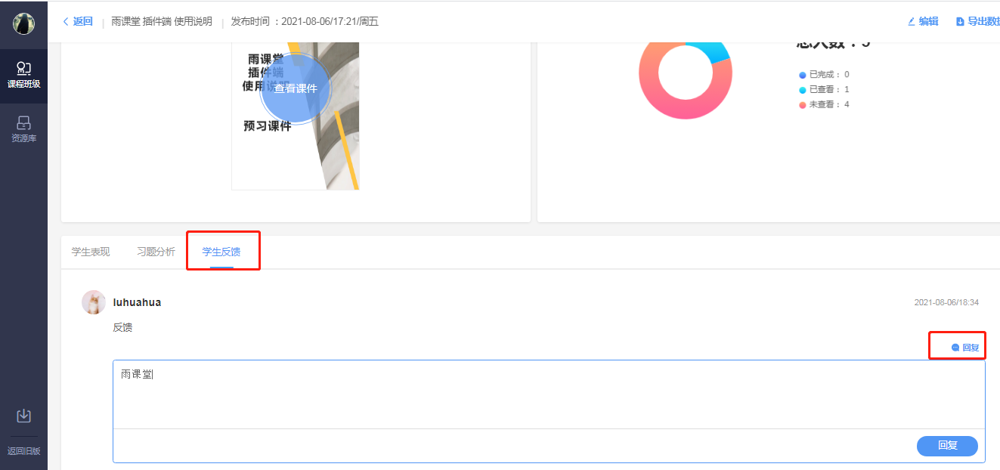 返回 雨课堂 插件端 使用说明 发布时间 ：2021-08-06/17:21/周五 编辑 导出数据
课程班级
资源库
返回旧版
雨课堂
插件端
使用说明
查看课件
预习课件
总人数：5
已完成： 0
已查看： 1
未查看： 4
学生表现 习题分析 学生反馈
luhuahua 2021-08-06/18:34
反馈
回复
雨课堂
回复